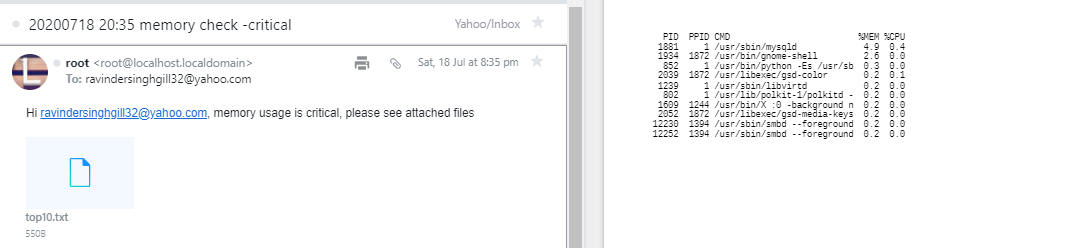 20200718 20:35 memory check -critical
Yahoo/Inbox
root <root@localhost.localdomain>
Sat, 18 Jul at 8:35 pm
To: ravindersinghgill32@yahoo.com
Hi ravindersinghgill32@yahoo.com, memory usage is critical, please see attached files
top10.txt
550B
PID PPID CMD %MEM %CPU
1881 1 /usr/sbin/mysqld 4.9 0.4
1934 1872 /usr/bin/gnome-shell 2.6 0.0
852 1 /usr/bin/python -Es /usr/sb 0.3 0.0
2039 1872 /usr/libexec/gsd-color 0.2 0.1
1239 1 /usr/sbin/libvirtd 0.2 0.0
802 1 /usr/lib/polkit-1/polkitd - 0.2 0.0
1609 1244 /usr/bin/X :0 -background n 0.2 0.0
2052 1872 /usr/libexec/gsd-media-keys 0.2 0.0
12230 1394 /usr/sbin/smbd --foreground 0.2 0.0
12252 1394 /usr/sbin/smbd --foreground 0.2 0.0